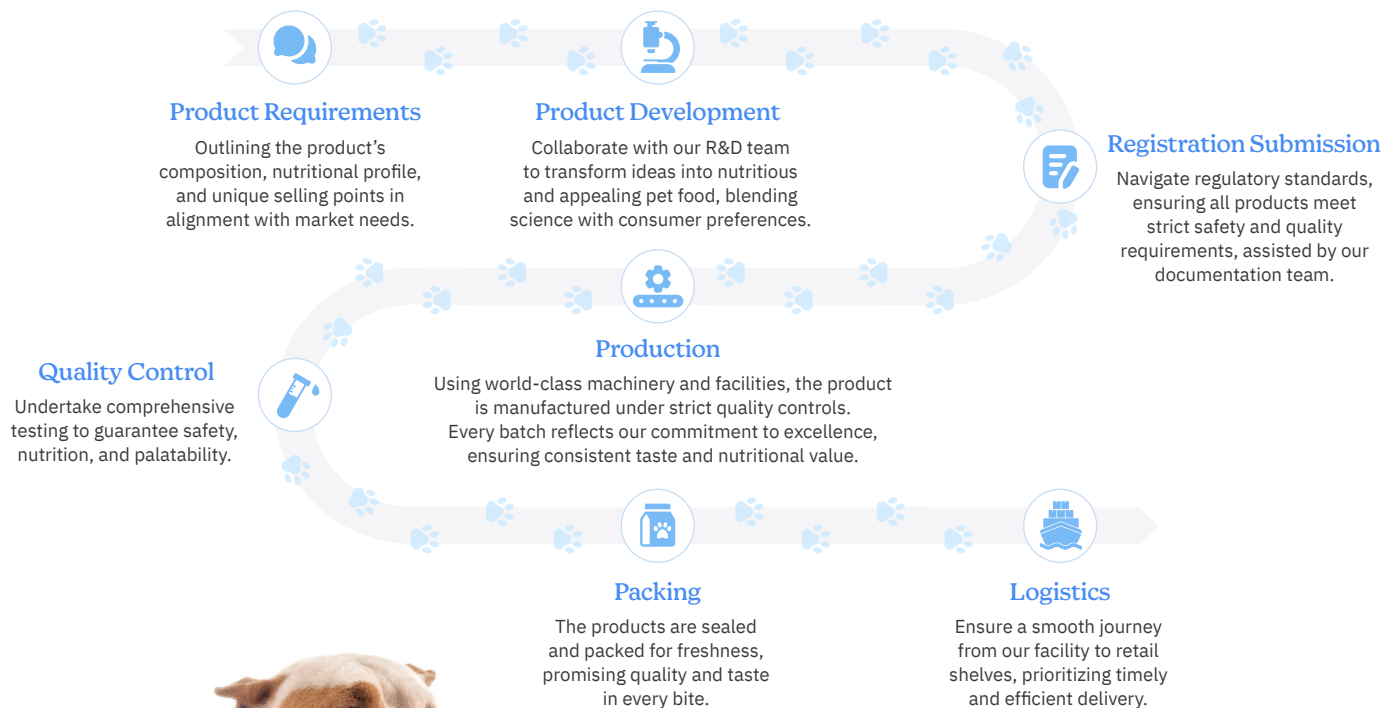 Product Requirements
Outlining the product’s
composition, nutritional profile,
and unique selling points in
alignment with market needs.
Product Development
Collaborate with our R&D team
to transform ideas into nutritious
and appealing pet food, blending
science with consumer preferences.
Registration Submission
Navigate regulatory standards,
ensuring all products meet
strict safety and quality
requirements, assisted by our
documentation team.
Production
Using world-class machinery and facilities, the product
is manufactured under strict quality controls.
Every batch reflects our commitment to excellence,
ensuring consistent taste and nutritional value.
Quality Control
Undertake comprehensive
testing to guarantee safety,
nutrition, and palatability.
Packing
The products are sealed
and packed for freshness,
promising quality and taste
in every bite.
Logistics
Ensure a smooth journey
from our facility to retail
shelves, prioritizing timely
and efficient delivery.